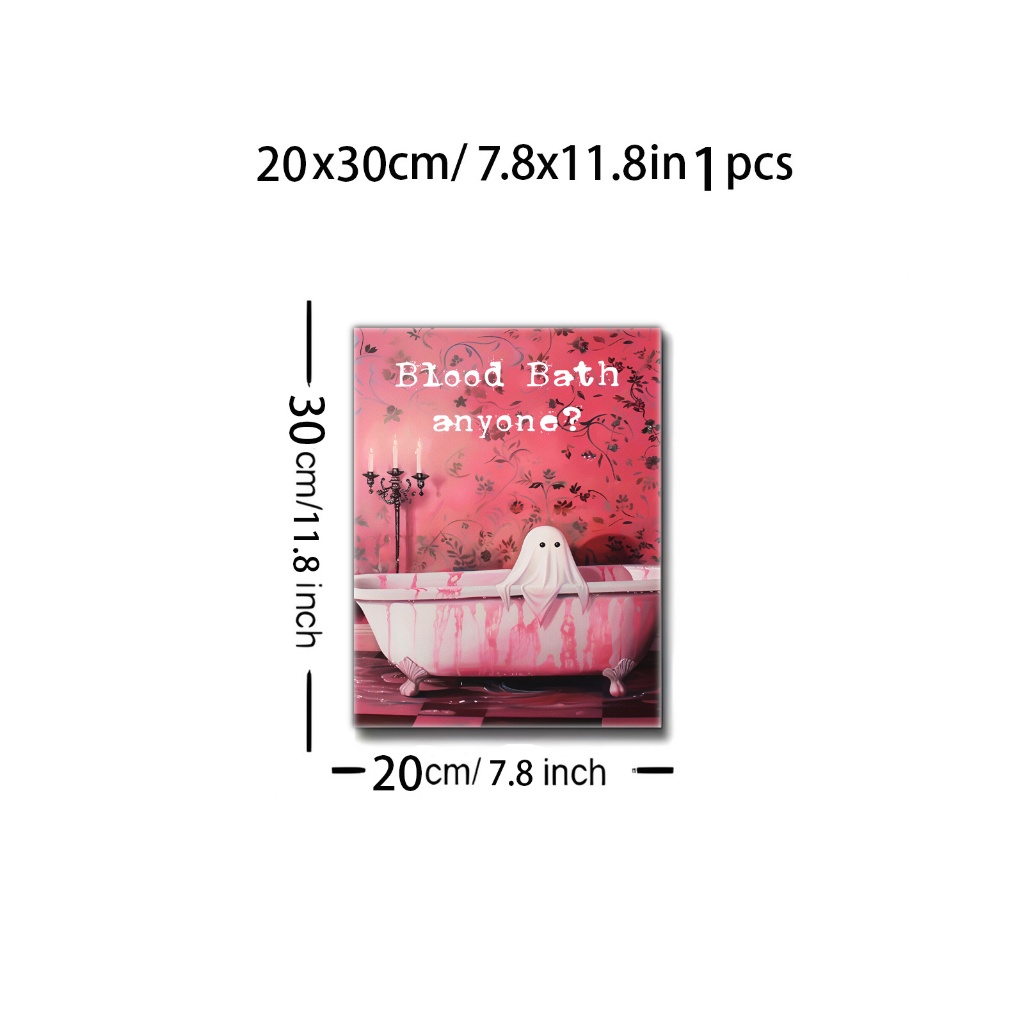 20x30cm/ 7.8x11.8in 1 pcs
Blood Bath
anyone?
30cm/11.8 inch
20cm/ 7.8 inch